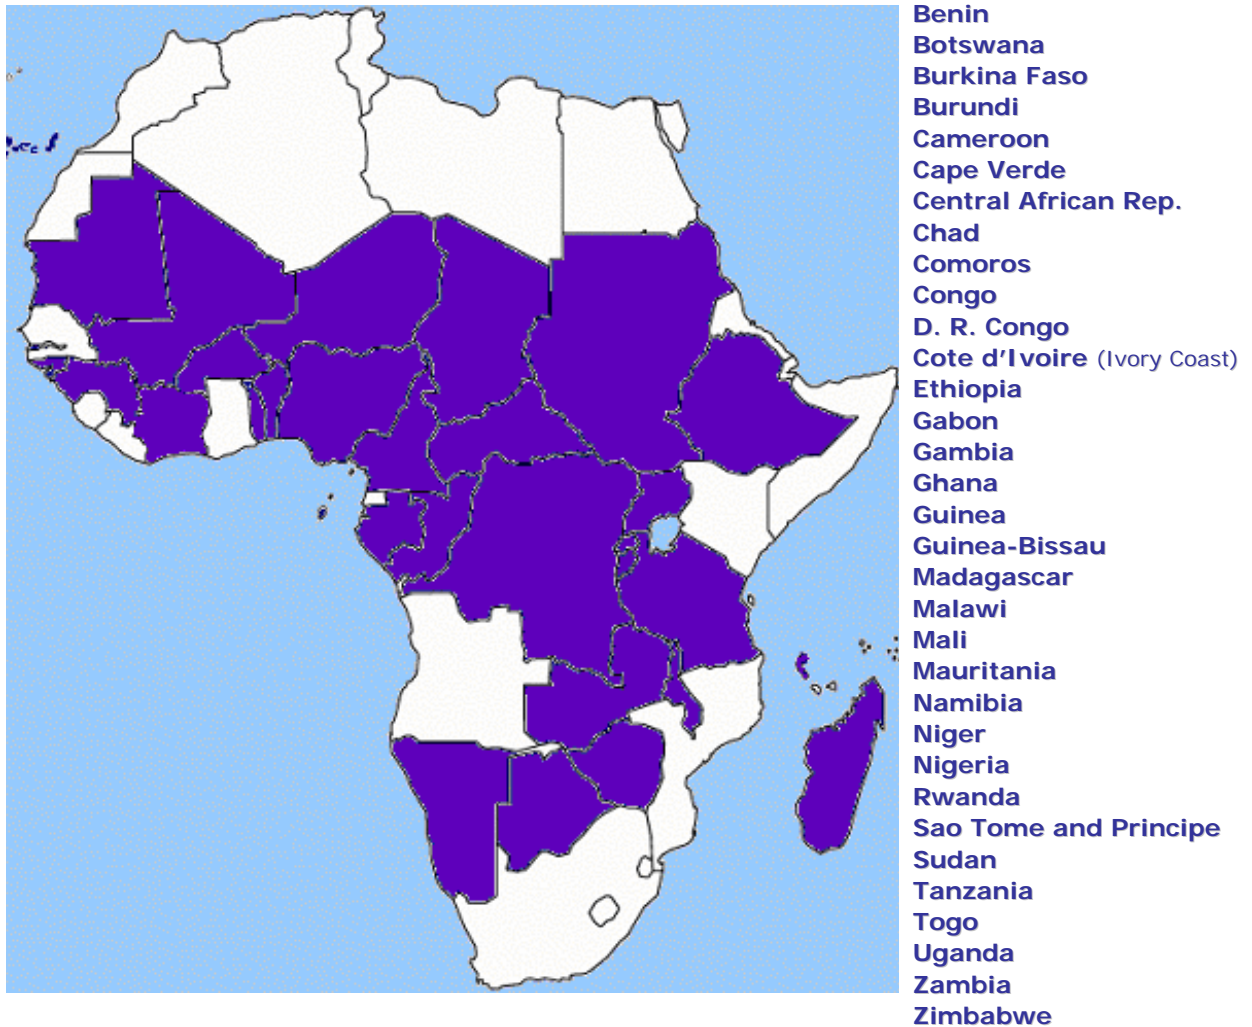 Benin
Botswana
Burkina Faso
Burundi
Cameroon
Cape Verde
Central African Rep.
Chad
Comoros
Congo
D. R. Congo
Cote d'Ivoire (Ivory Coast)
Ethiopia
Gabon
Gambia
Ghana
Guinea
Guinea-Bissau
Madagascar
Malawi
Mali
Mauritania
Namibia
Niger
Nigeria
Rwanda
Sao Tome and Principe
Sudan
Tanzania
Togo
Uganda
Zambia
Zimbabwe